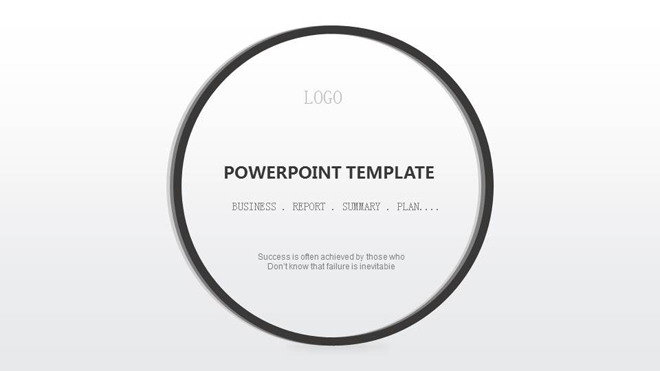 LOGO
POWERPOINT TEMPLATE
BUSINESS . REPORT . SUMMARY . PLAN....
Success is often achieved by those who
Don't know that failure is inevitable